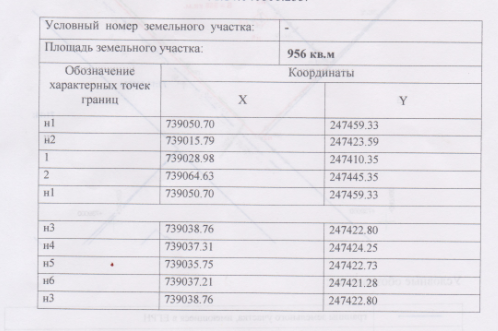 Условный номер земельного участка: -
Площадь земельного участка: 956 кв.м
Обозначение характерных точек границ Координаты
X Y
н1 739050.70 247459.33
н2 739015.79 247423.59
1 739028.98 247410.35
2 739064.63 247445.35
н1 739050.70 247459.33
н3 739038.76 247422.80
н4 739037.31 247424.25
н5 739035.75 247422.73
н6 739037.21 247421.28
н3 739038.76 247422.80